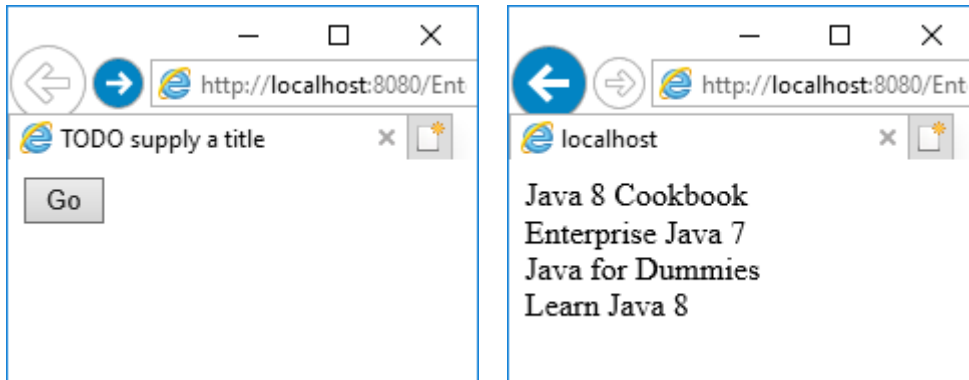 http://localhost:8080/Ent
TODO supply a title
Go
http://localhost:8080/Ent
localhost
Java 8 Cookbook
Enterprise Java 7
Java for Dummies
Learn Java 8